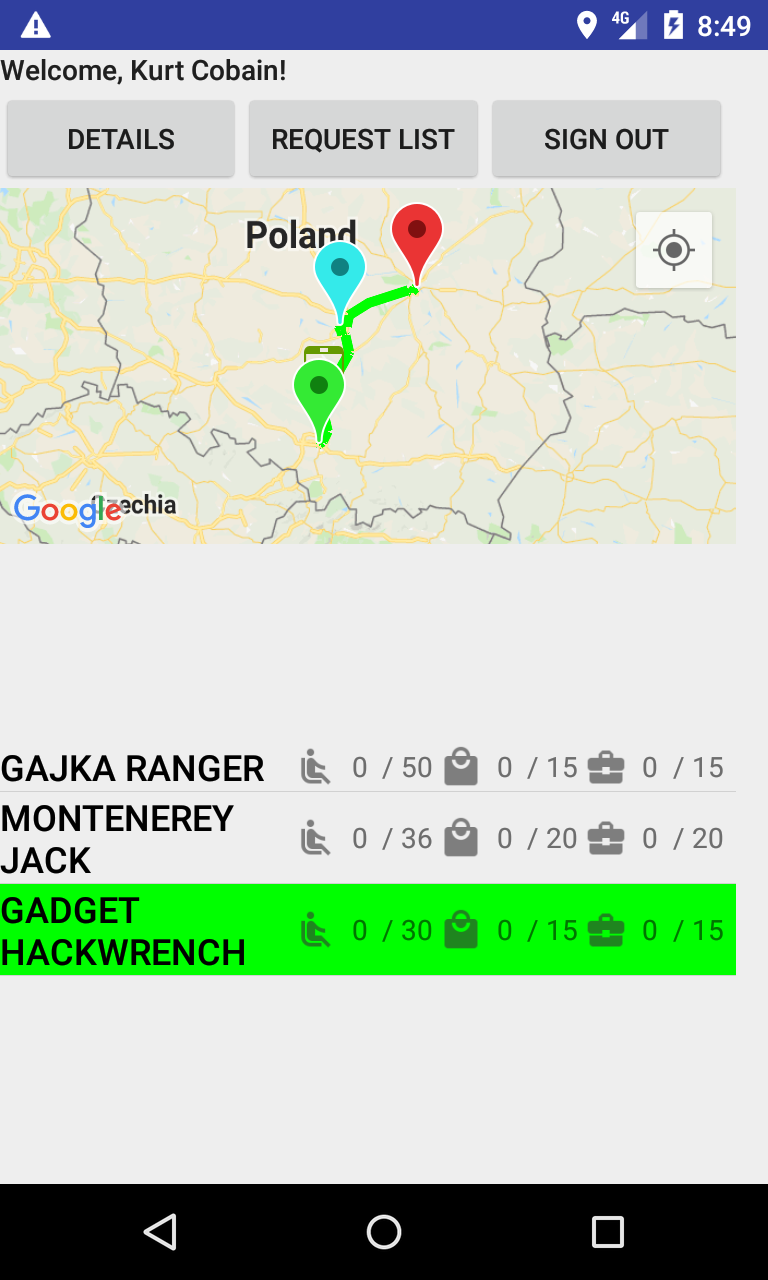 4G 8:49
Welcome, Kurt Cobain!
DETAILS REQUEST LIST SIGN OUT
Poland
Google Czechia
GAJKA RANGER 0 / 50 0 / 15 0 / 15
MONTENEREY
JACK 0 / 36 0 / 20 0 / 20
GADGET
HACKWRENCH 0 / 30 0 / 15 0 / 15